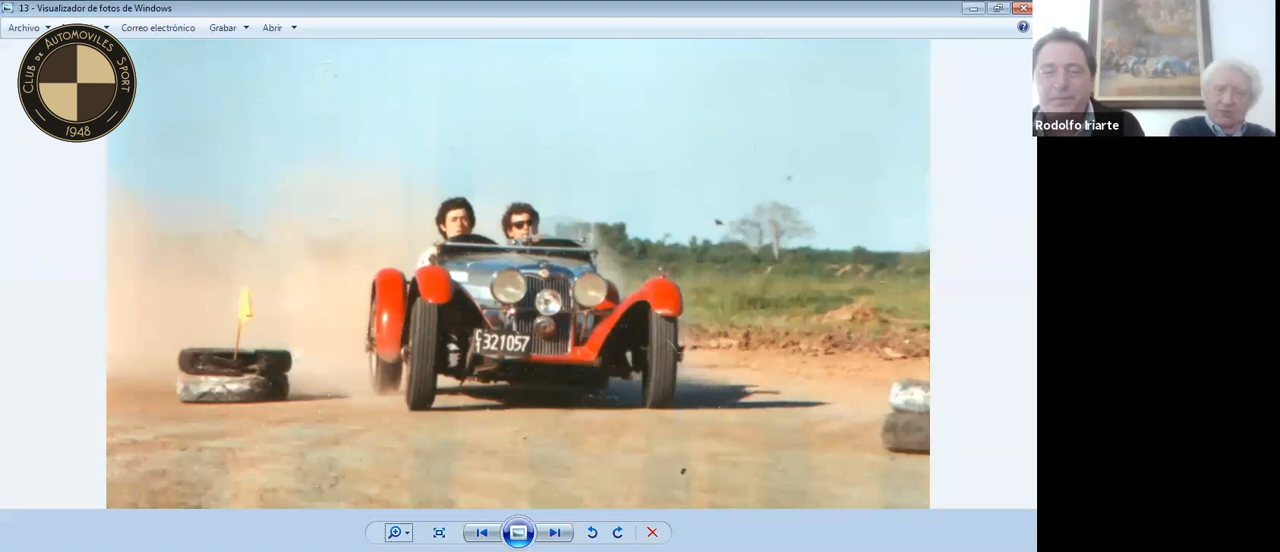 13 - Visualizador de fotos de Windows
Archivo
Correo electrónico
Grabar
Abrir
CLUB DE AUTOMOVILES SPORT
1948
Rodolfo Iriarte
321057